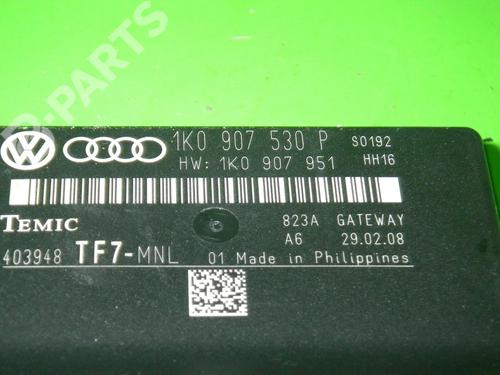 B-PARTS
1K0 907 530 P S0192
HW: 1K0 907 951 HH16
TEMIC 823A GATEWAY
A6 29.02.08
403948 TF7-MNL 01 Made in Philippines